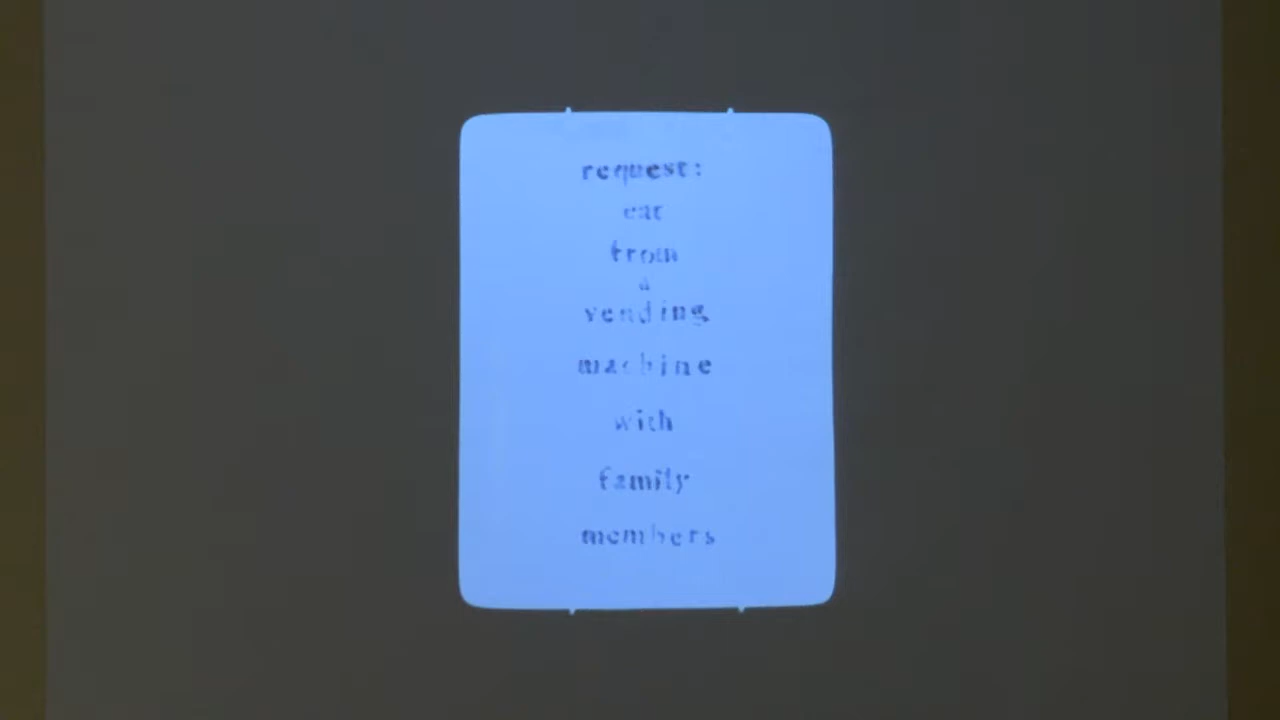 request:
eat
from
a
vending
machine
with
family
members